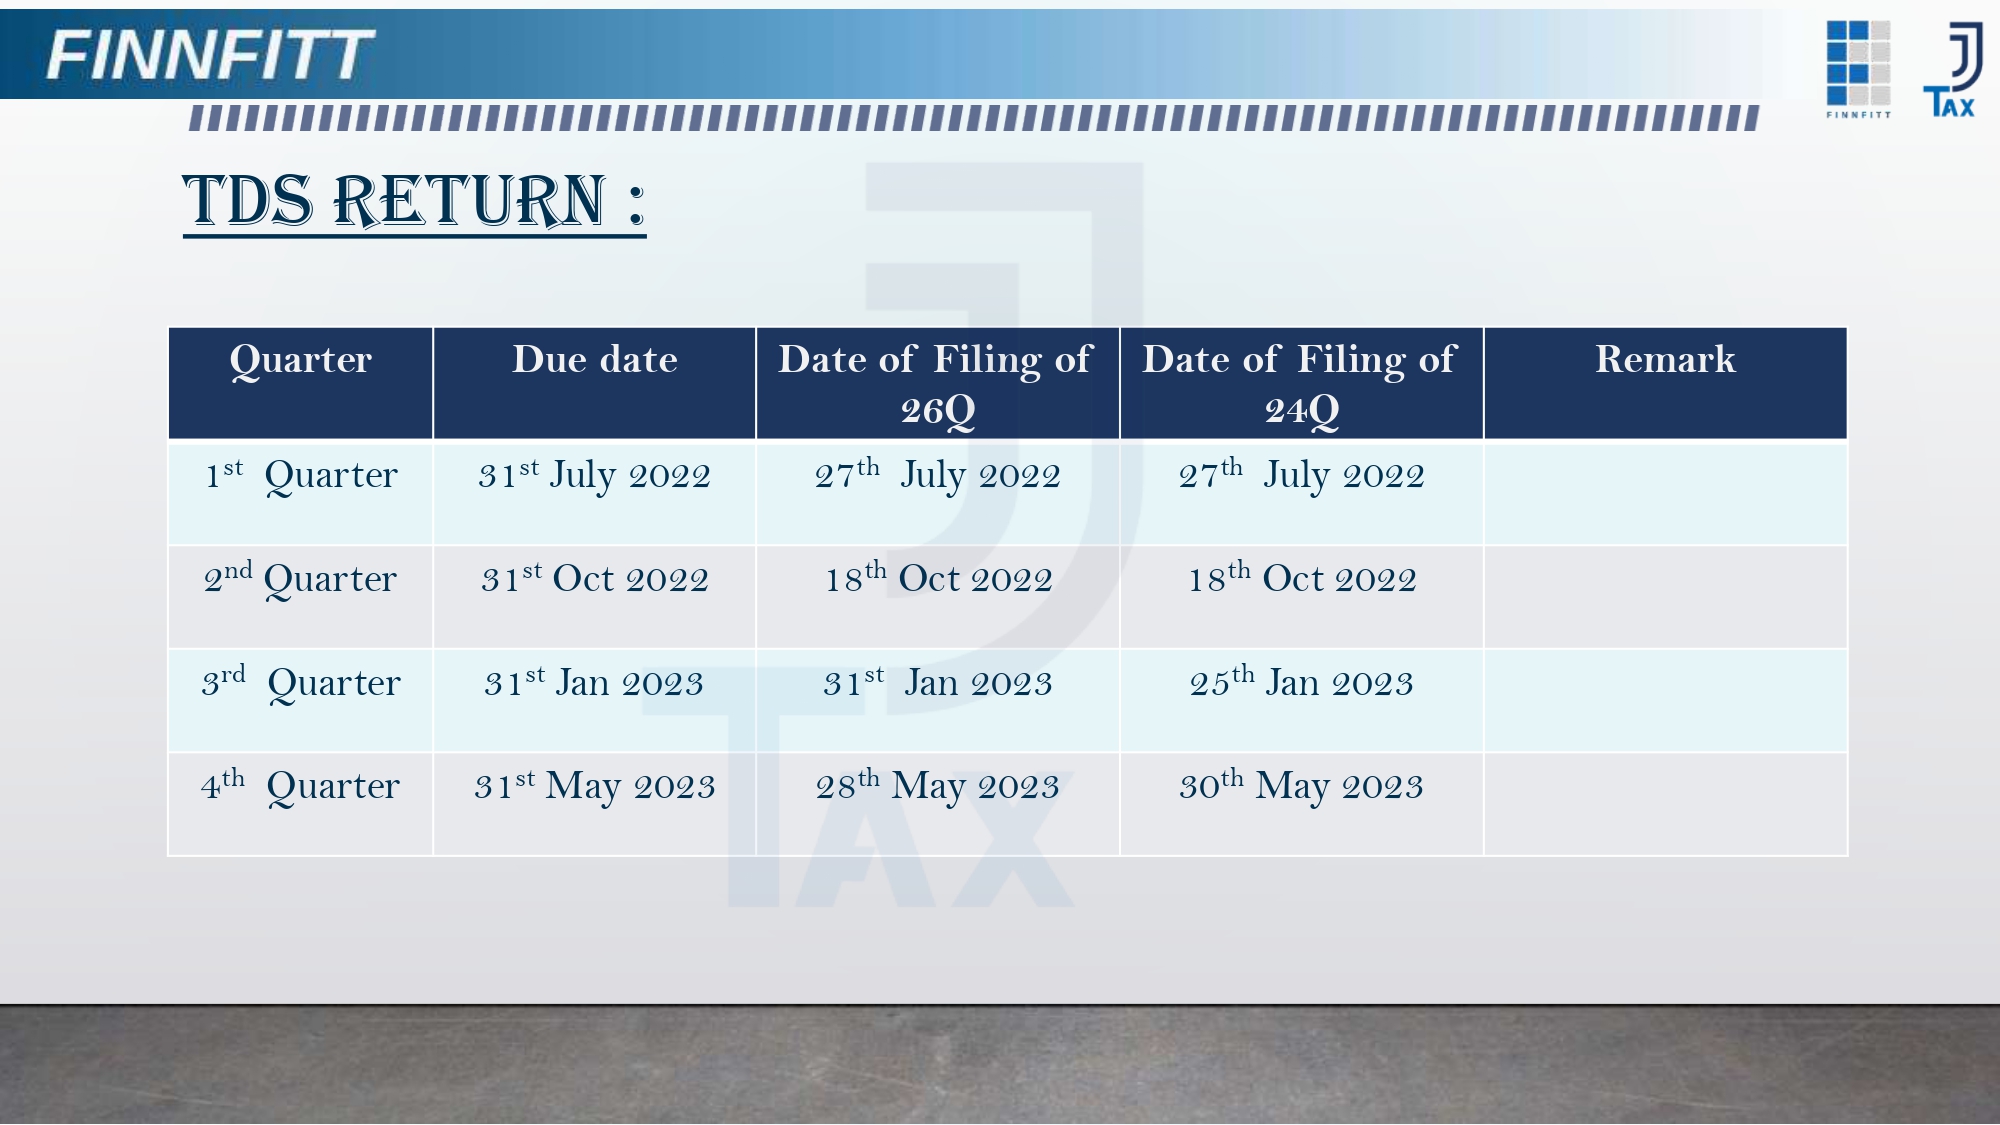 FINNFITT
FINNFITT
J
TAX
TDS RETURN :
Quarter Due date Date of Filing of 26Q Date of Filing of 24Q Remark
1st Quarter 31st July 2022 27th July 2022 27th July 2022
2nd Quarter 31st Oct 2022 18th Oct 2022 18th Oct 2022
3rd Quarter 31st Jan 2023 31st Jan 2023 25th Jan 2023
4th Quarter 31st May 2023 28th May 2023 30th May 2023
J
TAX